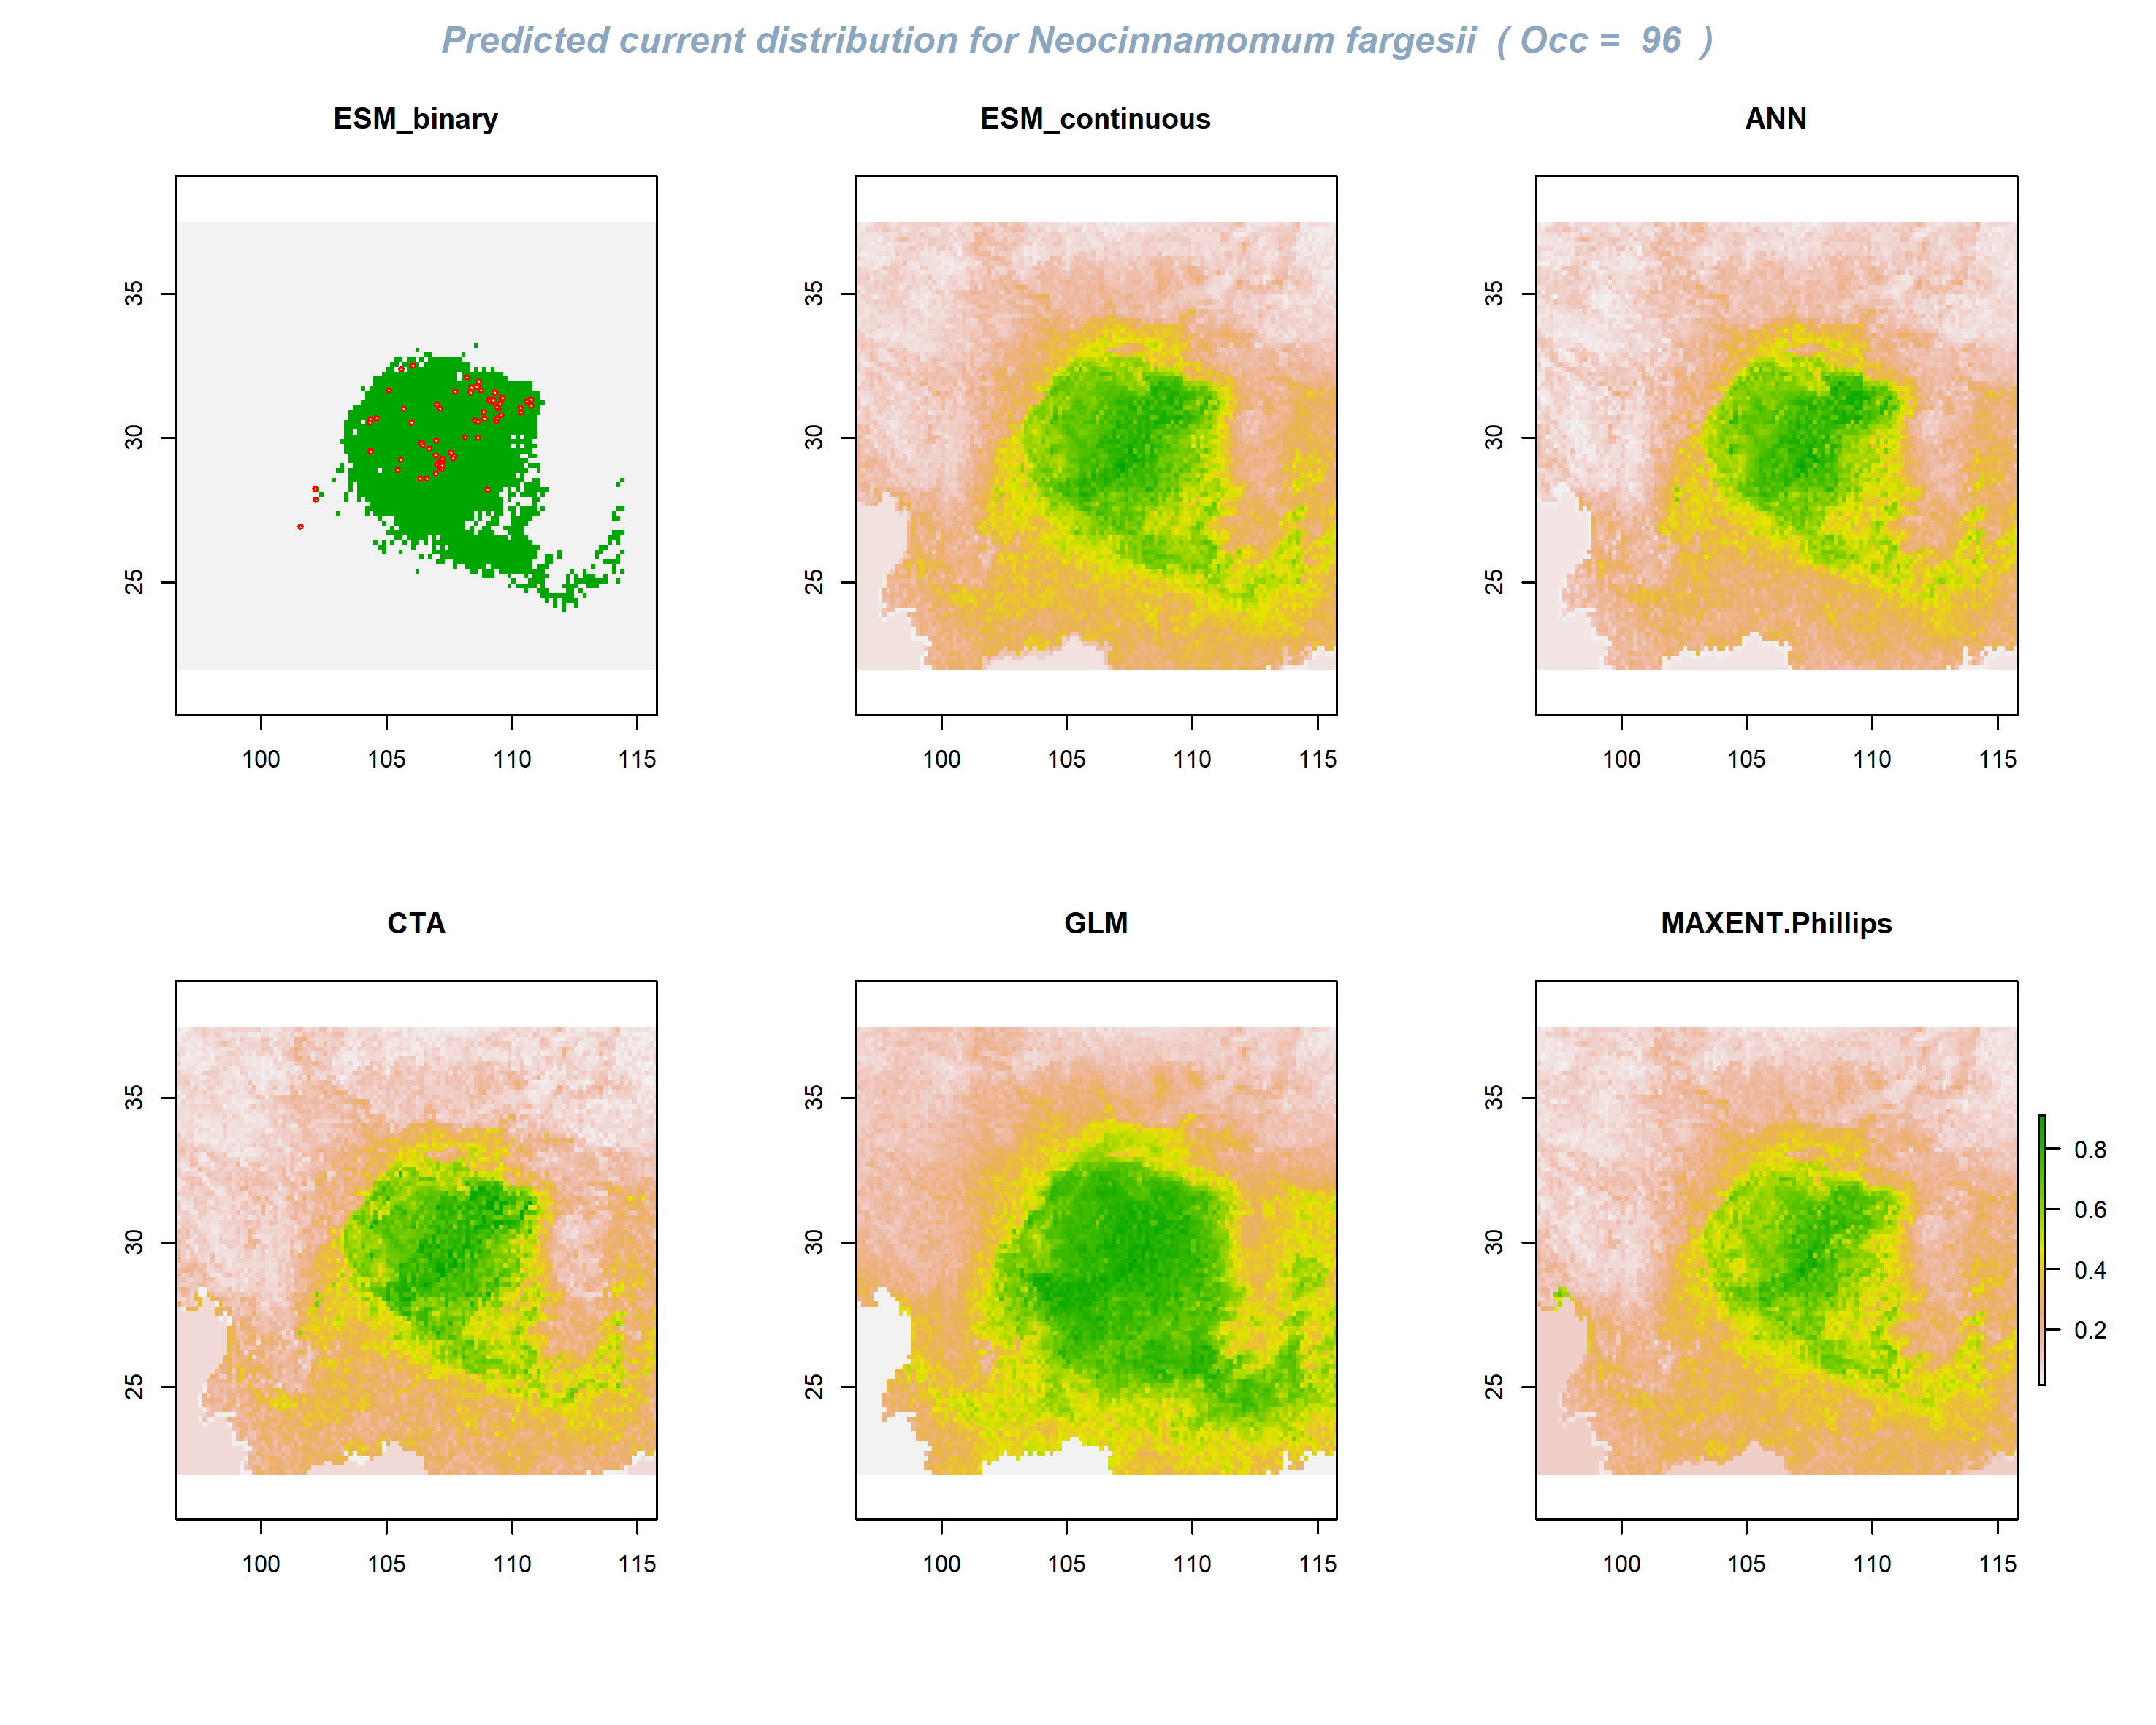 Predicted current distribution for Neocinnamomum fargesii ( Occ = 96 )
ESM_binary
ESM_continuous
ANN
35
30
25
100 105 110 115
35
30
25
100 105 110 115
35
30
25
100 105 110 115
CTA
GLM
MAXENT.Phillips
35
30
25
100 105 110 115
35
30
25
100 105 110 115
35
30
25
100 105 110 115
0.8
0.6
0.4
0.2